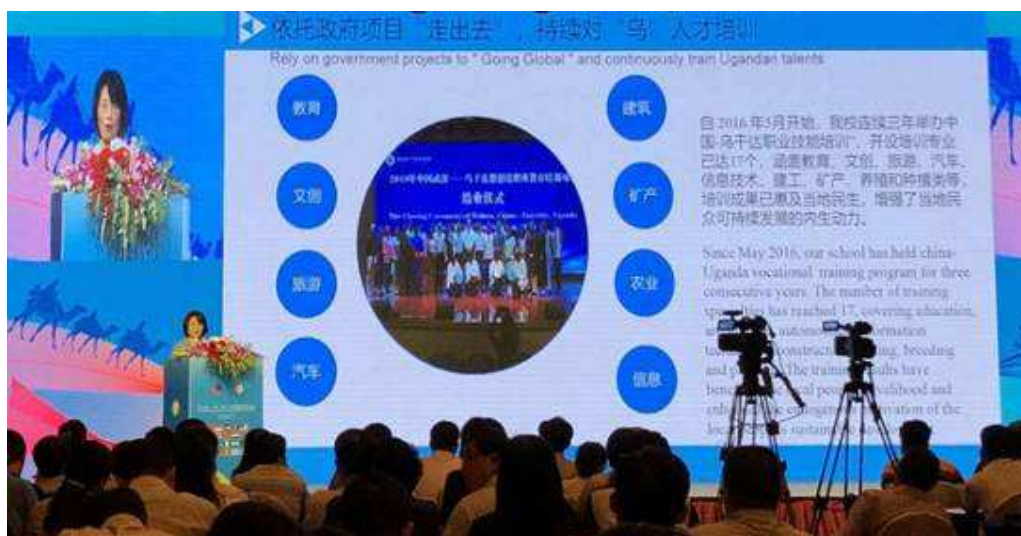 依托政府项目“走出去”，持续对“乌”人才培训
Rely on government projects to " Going Global " and continuously train Ugandan talents
教育
文创
旅游
汽车
建筑
矿产
农业
信息
结业仪式
自 2016 年5月开始，我校连续三年举办中
国-乌干达职业技能培训”，开设培训专业
已达17个，涵盖教育、文创、旅游、汽车、
信息技术、建工、矿产、养殖和种植类等，
培训成果已惠及当地民生，增强了当地民
众可持续发展的内生动力。
Since May 2016, our school has held china-
Uganda vocational training program for three
consecutive years. The number of training
has reached 17, covering education,
breeding
The training results have
livelihood and
of the